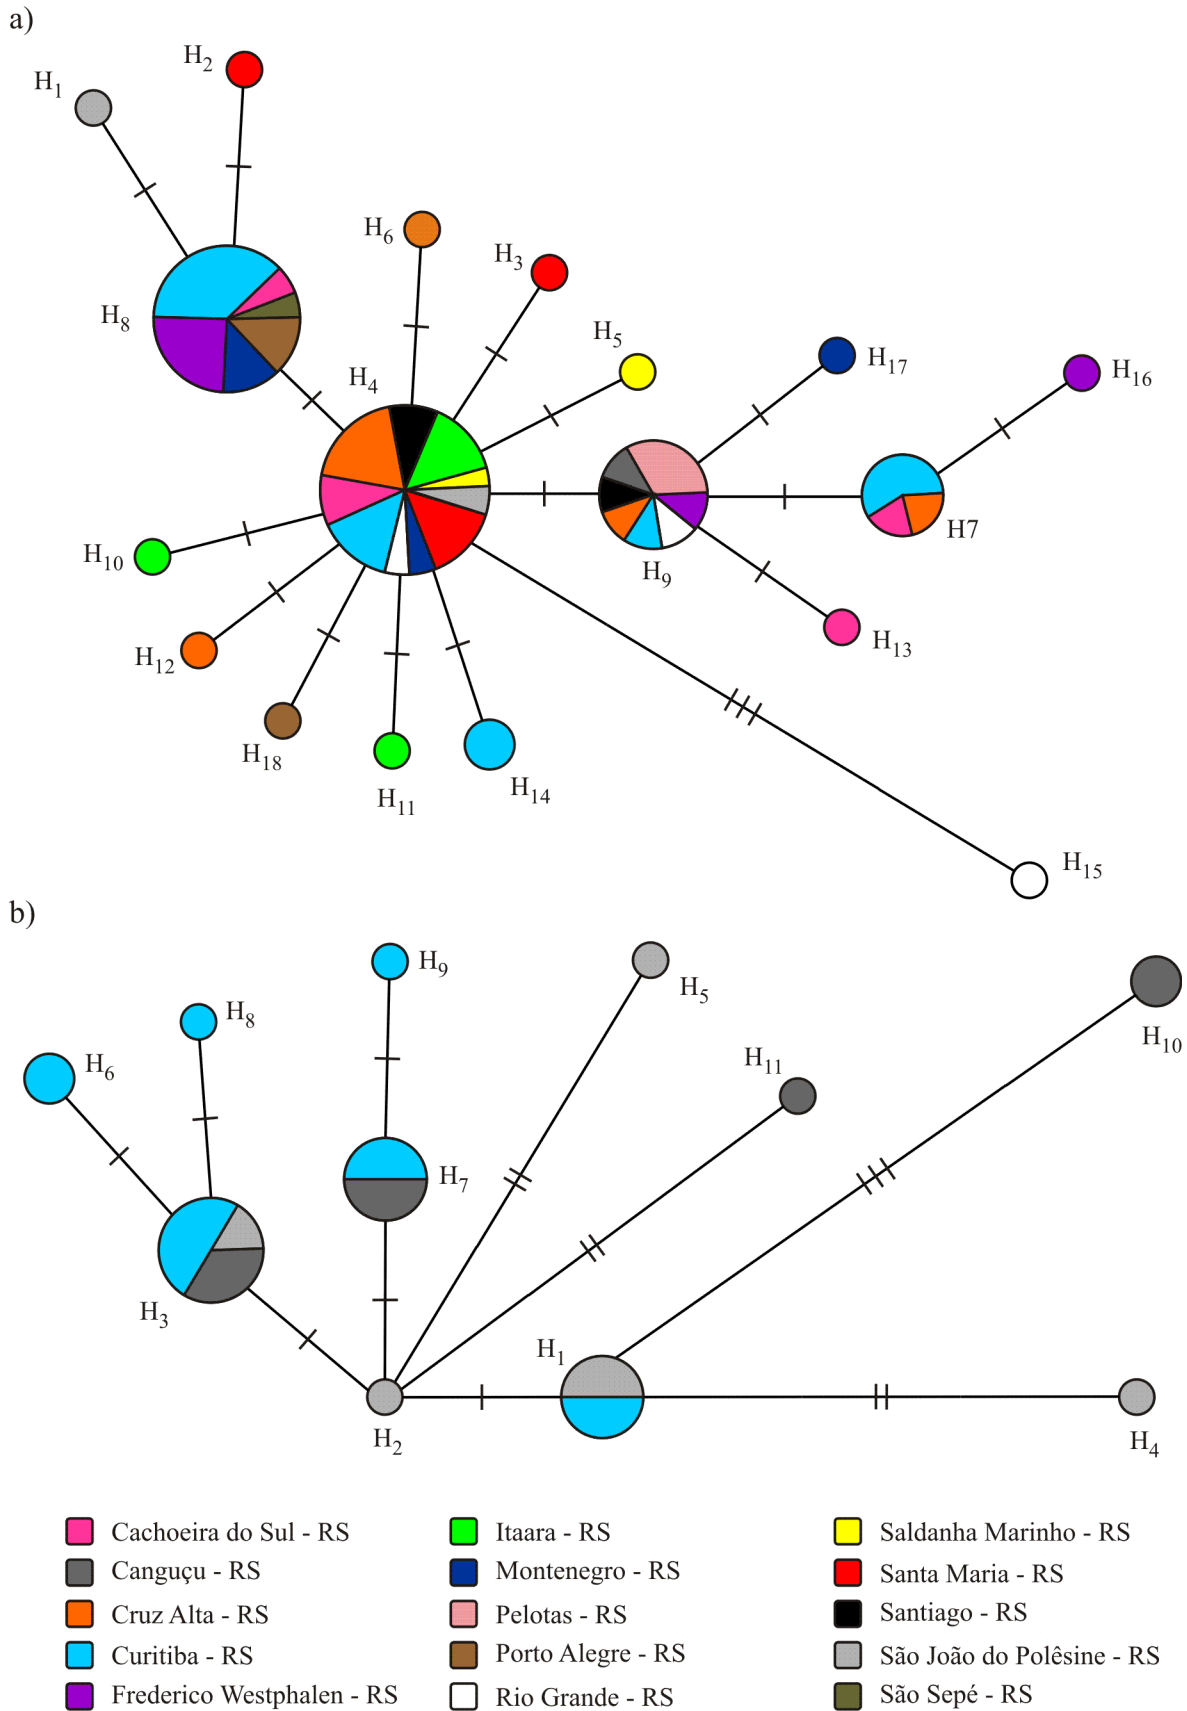 a)
H2
H1
H6
H3
H8
H5
H4
H17
H16
H10
H9
H7
H12
H13
H18
H11
H14
H15
b)
H9
H8
H5
H6
H11
H10
H7
H3
H1
H2
H4
Cachoeira do Sul - RS
Canguçu - RS
Cruz Alta - RS
Curitiba - RS
Frederico Westphalen - RS
Itaara - RS
Montenegro - RS
Pelotas - RS
Porto Alegre - RS
Rio Grande - RS
Saldanha Marinho - RS
Santa Maria - RS
Santiago - RS
São João do Polêsine - RS
São Sepé - RS